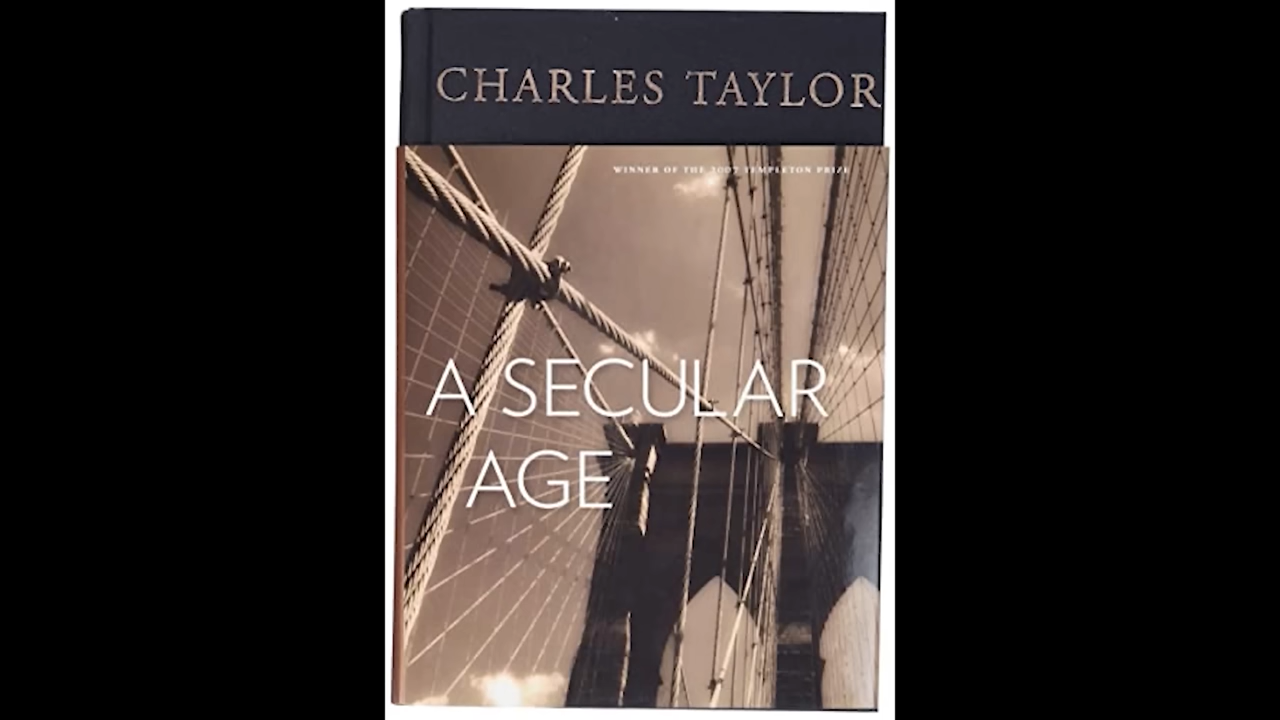 CHARLES TAYLOR
WINNER OF THE 2007 TEMPLETON PRIZE
A SECULAR
AGE